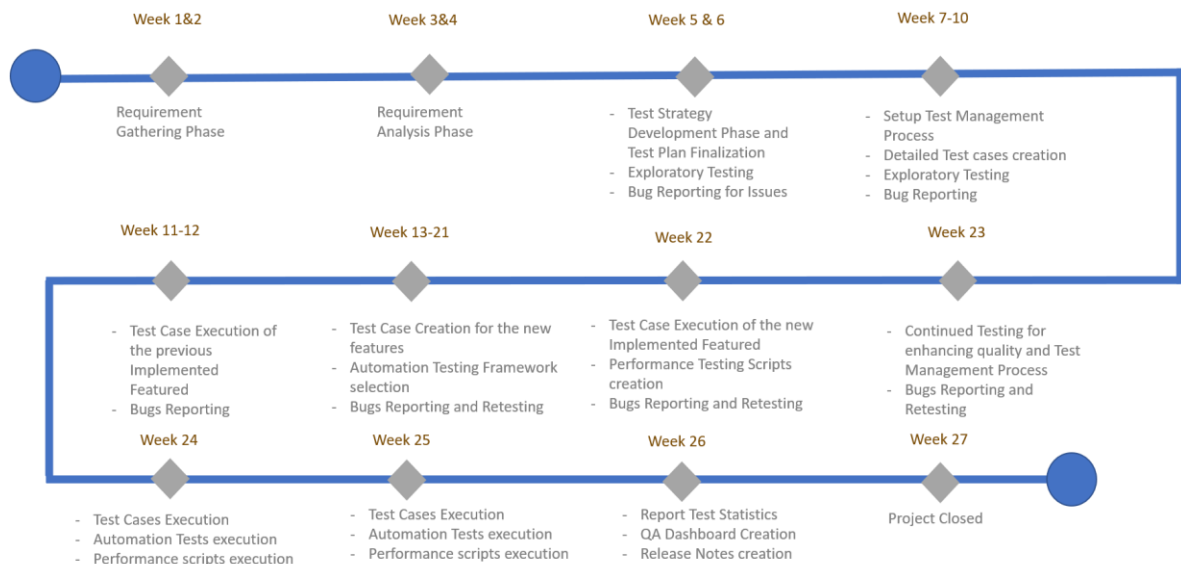 Week 1&2
Requirement
Gathering Phase
Week 3&4
Requirement
Analysis Phase
Week 5 & 6
- Test Strategy
Development Phase and
Test Plan Finalization
- Exploratory Testing
- Bug Reporting for Issues
Week 7-10
- Setup Test Management
Process
- Detailed Test cases creation
- Exploratory Testing
- Bug Reporting
Week 11-12
- Test Case Execution of
the previous
Implemented
Featured
- Bugs Reporting
Week 13-21
- Test Case Creation for the new
features
- Automation Testing Framework
selection
- Bugs Reporting and Retesting
Week 22
- Test Case Execution of the new
Implemented Featured
- Performance Testing Scripts
creation
- Bugs Reporting and Retesting
Week 23
- Continued Testing for
enhancing quality and Test
Management Process
- Bugs Reporting and
Retesting
Week 24
- Test Cases Execution
- Automation Tests execution
- Performance scripts execution
Week 25
- Test Cases Execution
- Automation Tests execution
- Performance scripts execution
Week 26
- Report Test Statistics
- QA Dashboard Creation
- Release Notes creation
Week 27
Project Closed